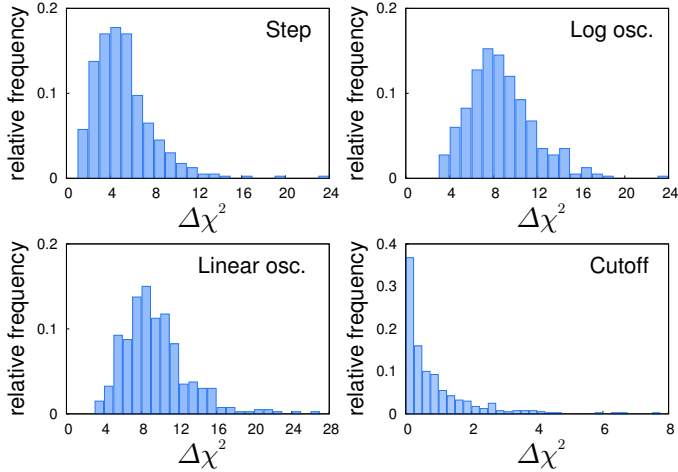 0.2
Step
relative frequency
0.1
0
0 4 8 12 16 20 24
Δχ²
0.2
Log osc.
relative frequency
0.1
0
0 4 8 12 16 20 24
Δχ²
0.2
Linear osc.
relative frequency
0.1
0
0 4 8 12 16 20 24 28
Δχ²
0.4
Cutoff
relative frequency
0.3
0.2
0.1
0
0 2 4 6 8
Δχ²